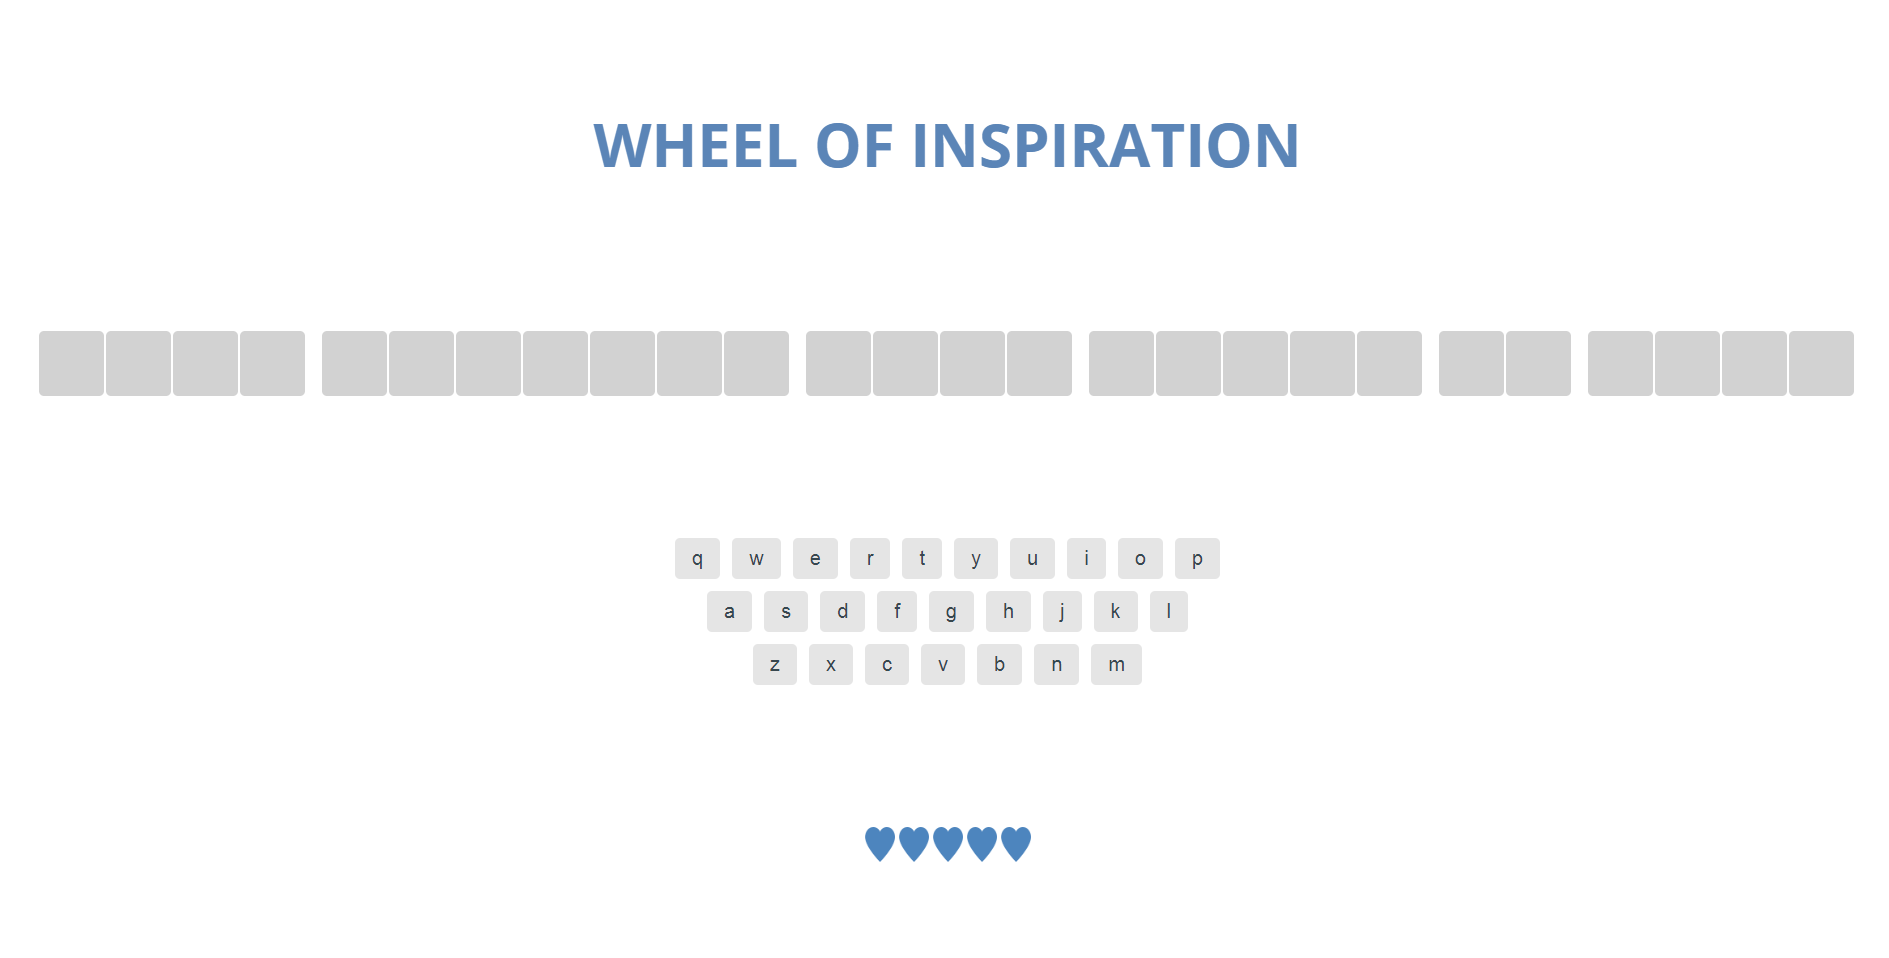 WHEEL OF INSPIRATION
q w e r t y u i o p
a s d f g h j k l
z x c v b n m